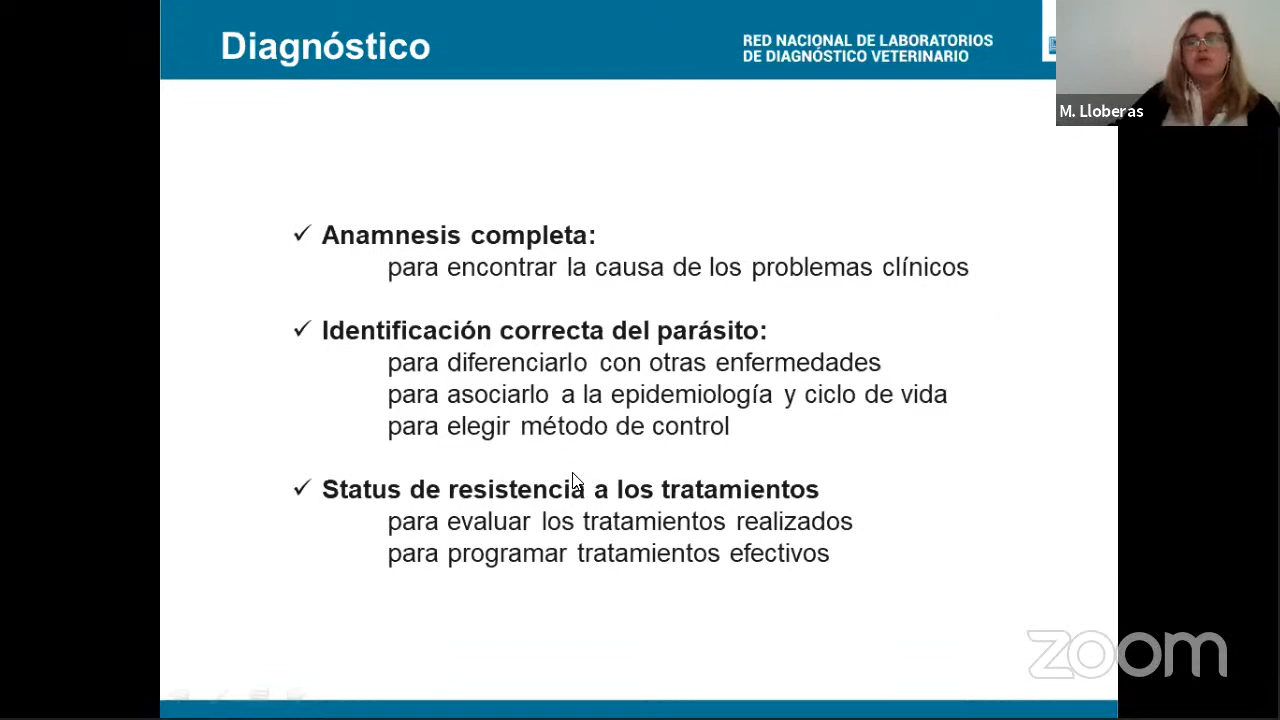 Diagnóstico
RED NACIONAL DE LABORATORIOS
DE DIAGNÓSTICO VETERINARIO
M. Lloberas
✓ Anamnesis completa:
para encontrar la causa de los problemas clínicos
✓ Identificación correcta del parásito:
para diferenciarlo con otras enfermedades
para asociarlo a la epidemiología y ciclo de vida
para elegir método de control
✓ Status de resistencia a los tratamientos
para evaluar los tratamientos realizados
para programar tratamientos efectivos
zoom